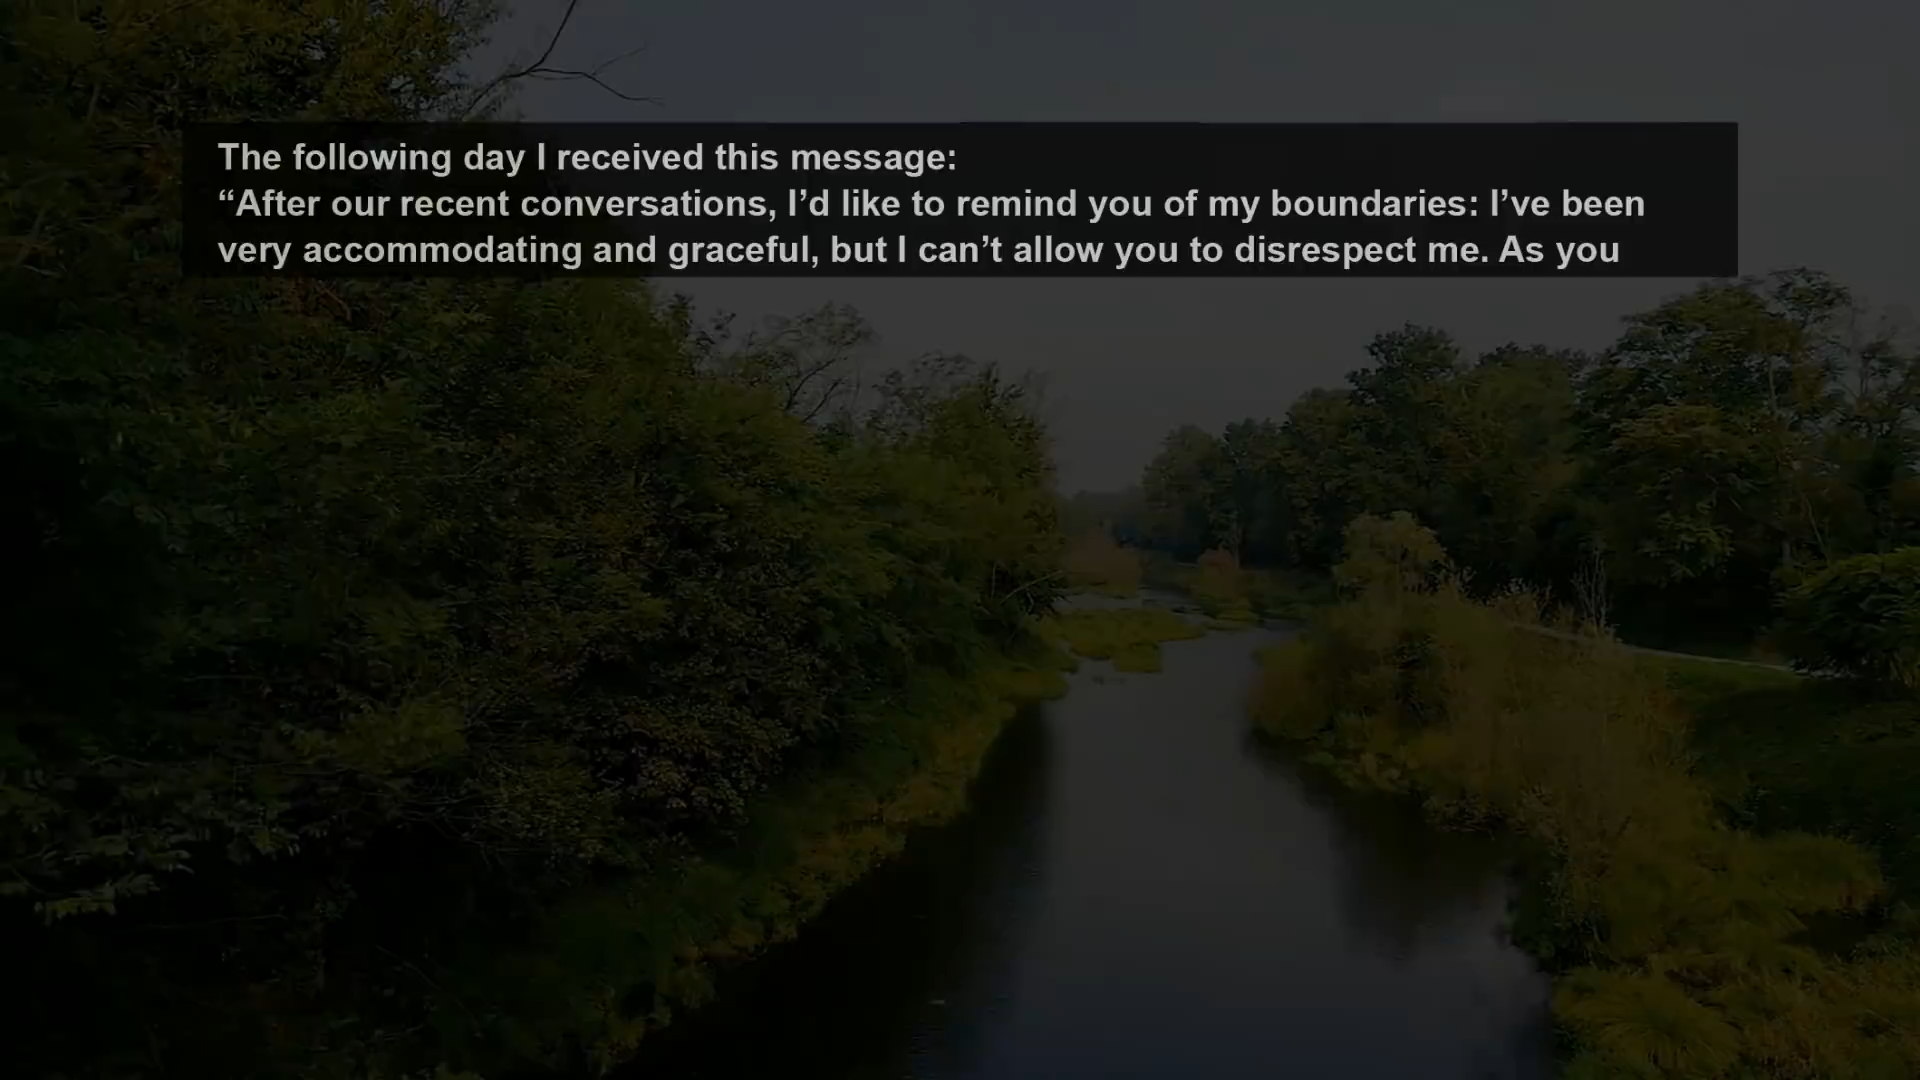 The following day I received this message:
“After our recent conversations, I’d like to remind you of my boundaries: I’ve been
very accommodating and graceful, but I can’t allow you to disrespect me. As you